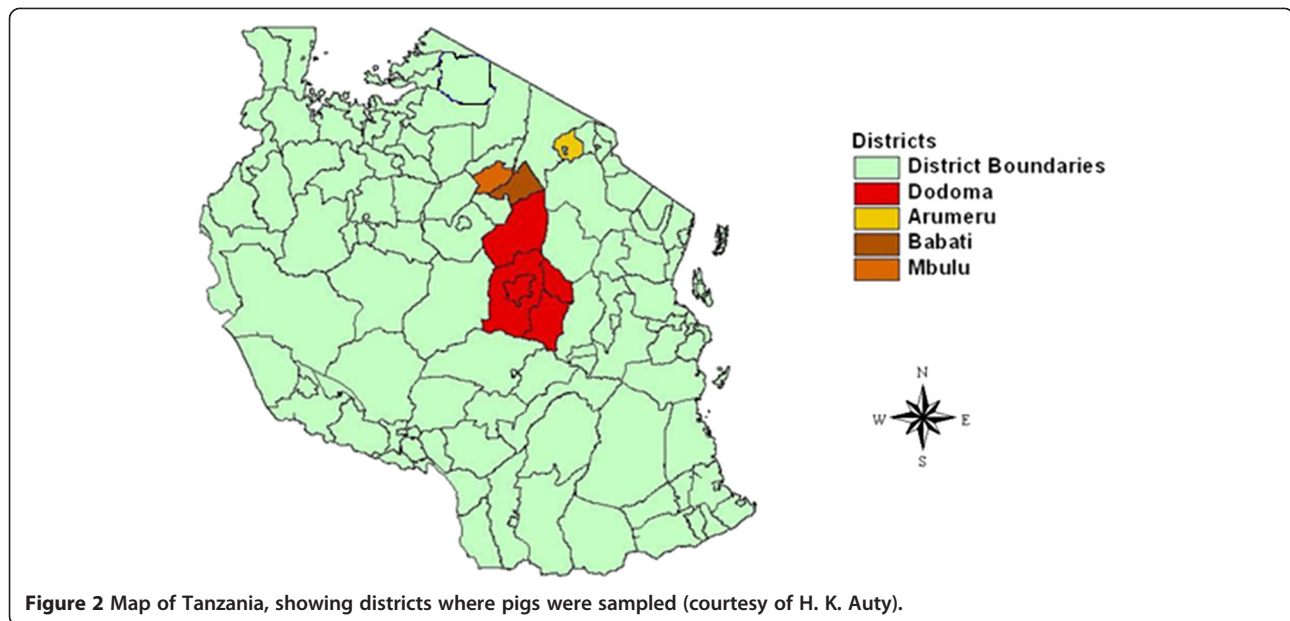 Districts
District Boundaries
Dodoma
Arumeru
Babati
Mbulu
N
W E
S
Figure 2 Map of Tanzania, showing districts where pigs were sampled (courtesy of H. K. Auty).